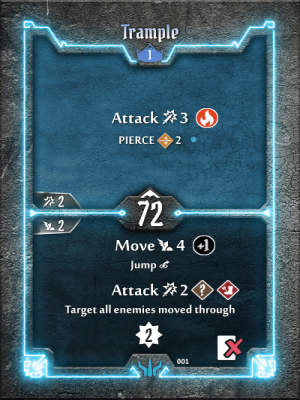 Trample
1
Attack 3
PIERCE 2
2
72
2
Move 4 +1
Jump
Attack 2 ?
Target all enemies moved through
2
001